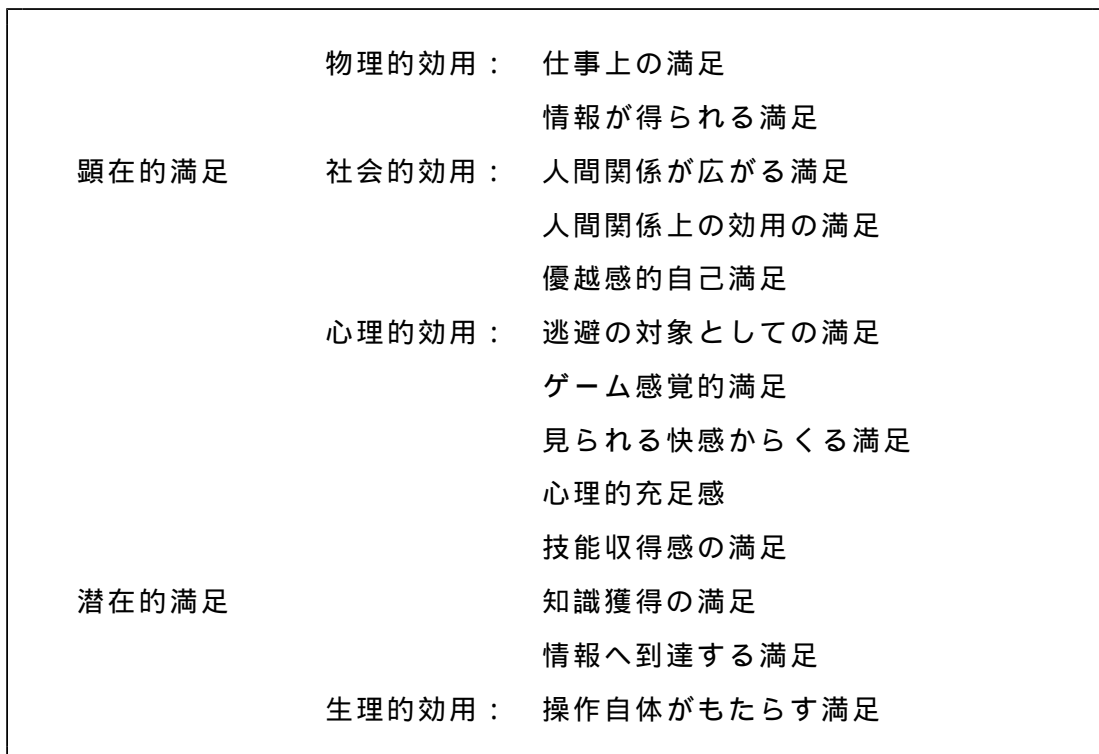 物理的効用： 仕事上の満足
情報が得られる満足
顕在的満足 社会的効用： 人間関係が広がる満足
人間関係上の効用の満足
優越感的自己満足
心理的効用： 逃避の対象としての満足
ゲーム感覚的満足
見られる快感からくる満足
心理的充足感
技能収得感の満足
潜在的満足 知識獲得の満足
情報へ到達する満足
生理的効用： 操作自体がもたらす満足